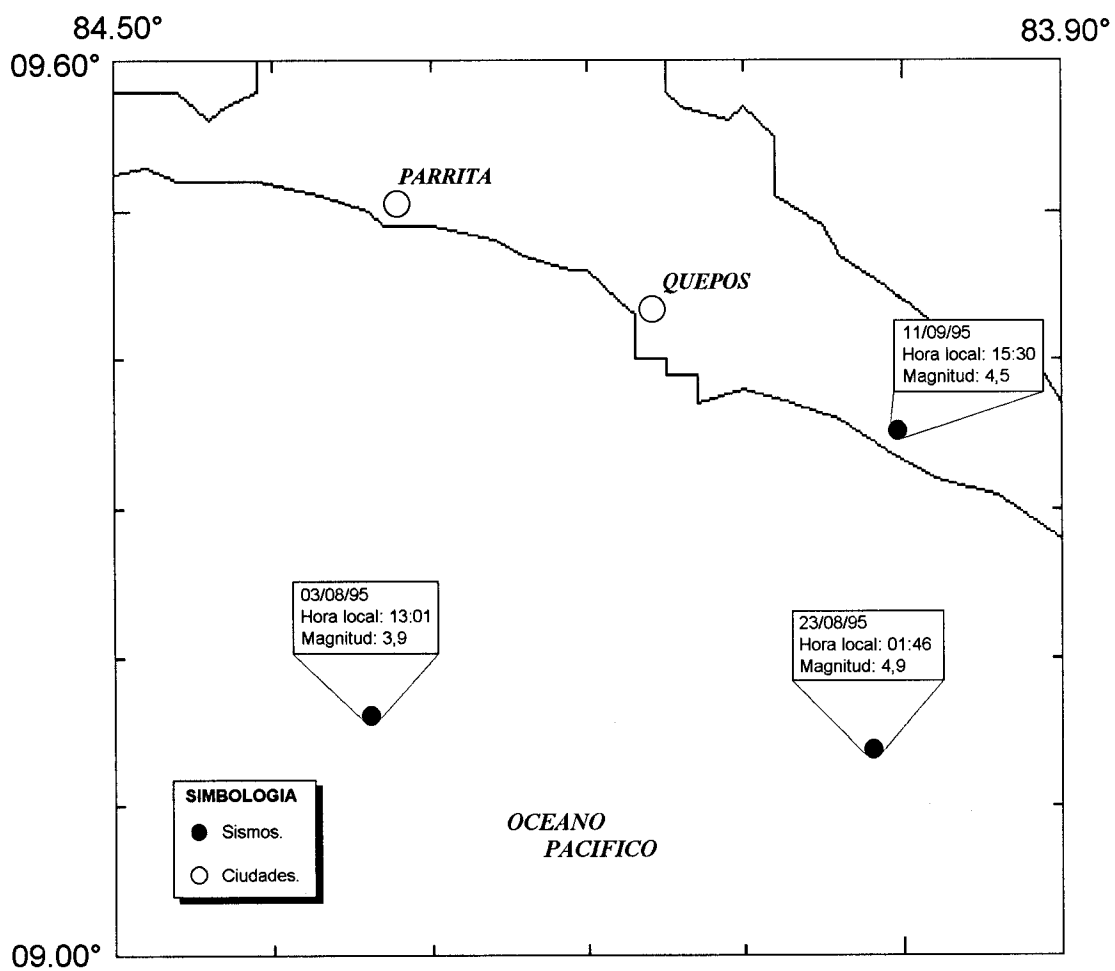 84.50°
83.90°
09.60°
PARRITA
QUEPOS
11/09/95
Hora local: 15:30
Magnitud: 4,5
03/08/95
Hora local: 13:01
Magnitud: 3,9
23/08/95
Hora local: 01:46
Magnitud: 4,9
SIMBOLOGIA
Sismos.
Ciudades.
OCEANO
PACIFICO
09.00°